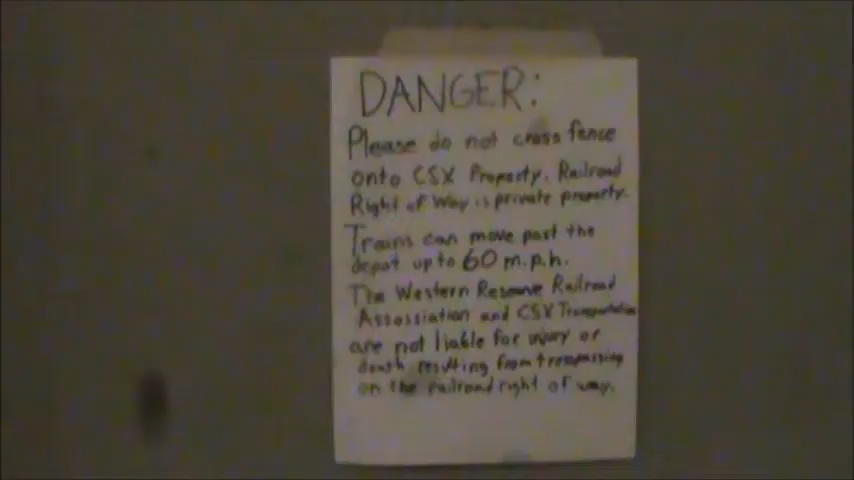 DANGER:
Please do not cross fence
onto CSX Property. Railroad
Right of Way is private property.
Trains can move past the
depot up to 60 m.p.h.
The Western Reserve Railroad
Assossiation and CSX Transportation
are not liable for injury or
death resulting from trespassing
on the railroad right of way.